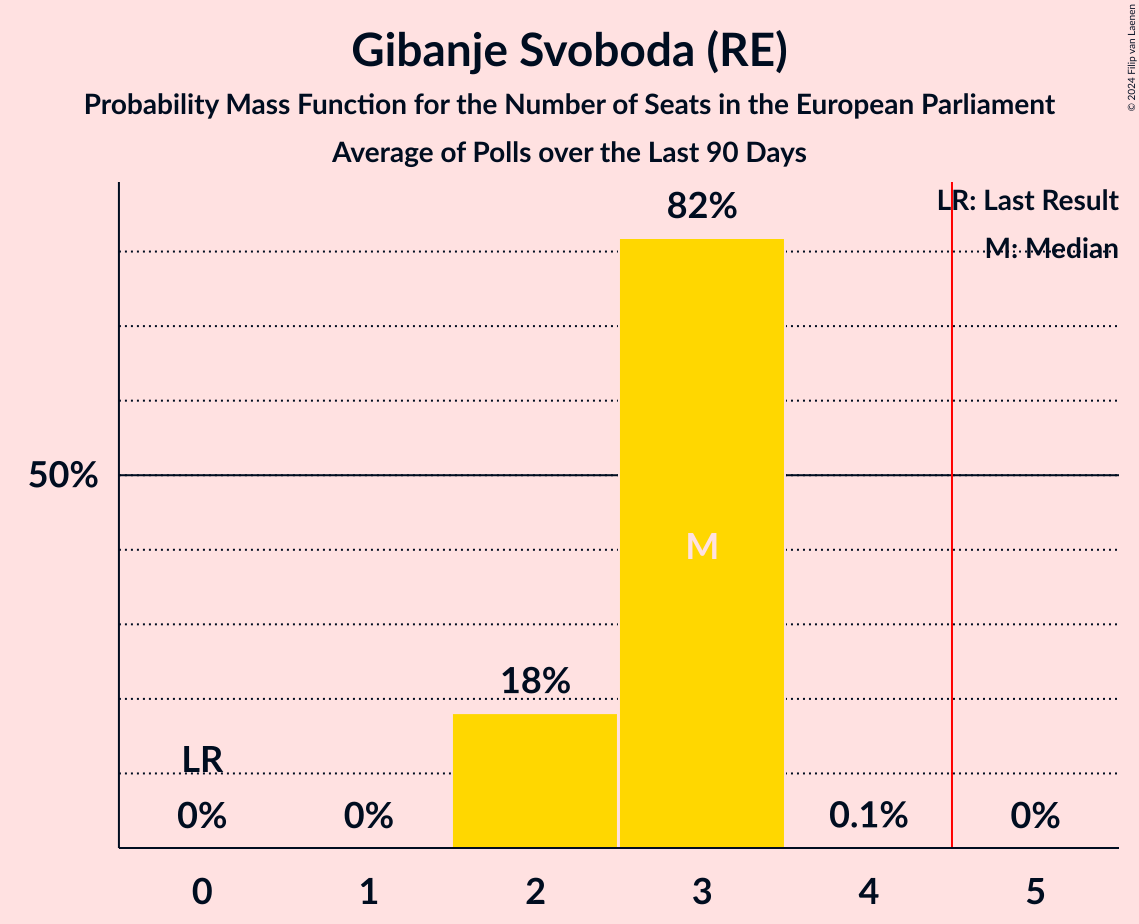 Gibanje Svoboda (RE)
Probability Mass Function for the Number of Seats in the European Parliament
Average of Polls over the Last 90 Days
© 2024 Filip van Laenen
LR: Last Result
M: Median
82%
50%
M
18%
LR
0%
0%
0.1%
0%
0 1 2 3 4 5